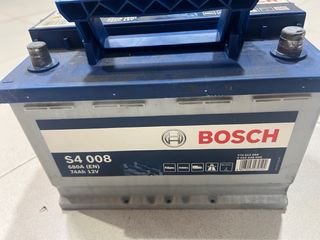 BOSCH
S4 008
680A (EN)
74Ah 12V